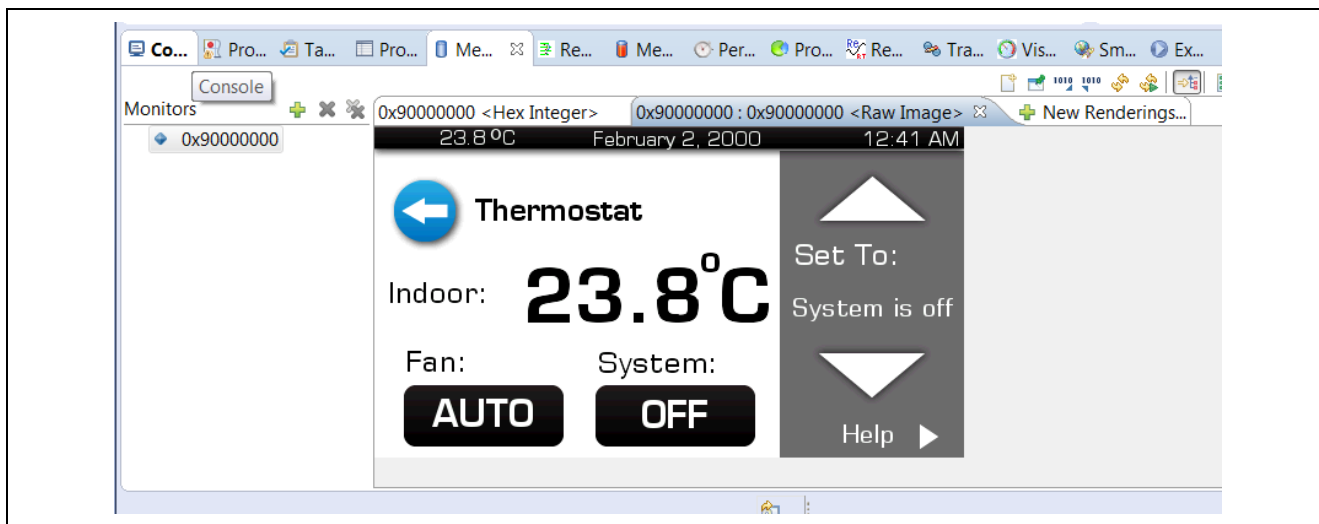 Co... Pro... Ta... Pro... Me... Re... Me... Per... Pro... Re... Tra... Vis... Sm... Ex...
Console
Monitors
0x90000000 <Hex Integer> 0x90000000 : 0x90000000 <Raw Image> New Renderings...
0x90000000
23.8 ºC February 2, 2000 12:41 AM
Thermostat
Set To:
Indoor: 23.8ºC
System is off
Fan: System:
AUTO OFF
Help